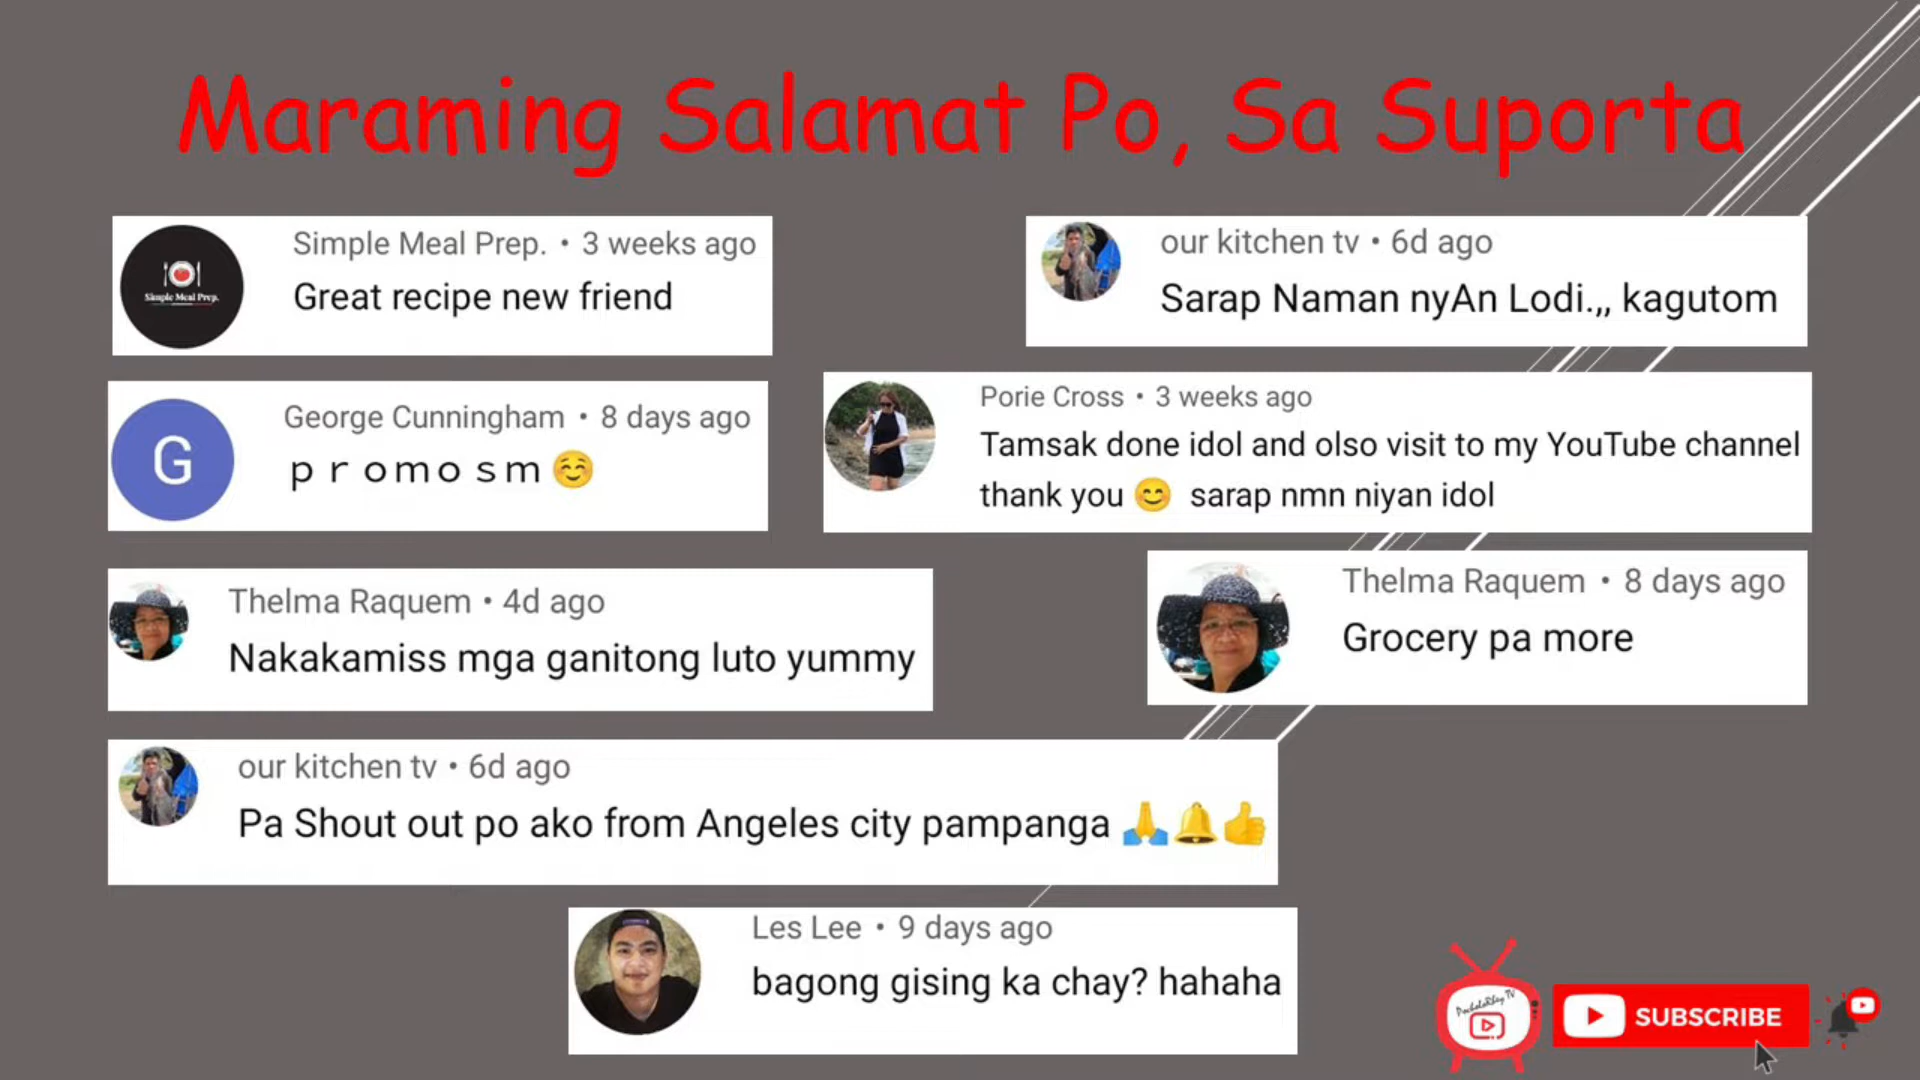 Maraming Salamat Po, Sa Suporta
Simple Meal Prep. • 3 weeks ago
Great recipe new friend
Simple Meal Prep.
our kitchen tv • 6d ago
Sarap Naman nyAn Lodi.,, kagutom
George Cunningham • 8 days ago
p r o m o s m ☺️
G
Porie Cross • 3 weeks ago
Tamsak done idol and olso visit to my YouTube channel
thank you 😊 sarap nmn niyan idol
Thelma Raquem • 4d ago
Nakakamiss mga ganitong luto yummy
Thelma Raquem • 8 days ago
Grocery pa more
our kitchen tv • 6d ago
Pa Shout out po ako from Angeles city pampanga 🙏🔔👍
Les Lee • 9 days ago
bagong gising ka chay? hahaha
SUBSCRIBE